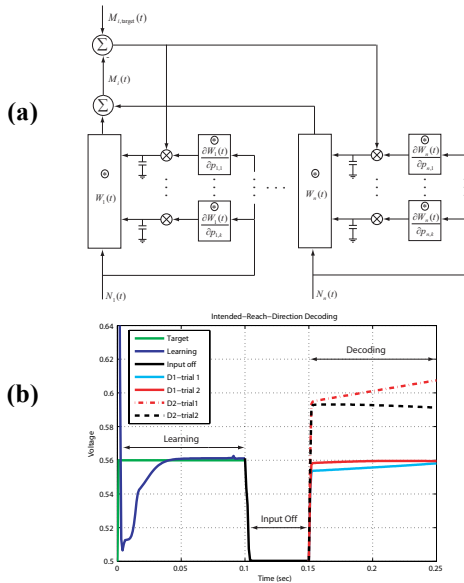 M_{i,target}(t)
Σ
-
M_i(t)
Σ
(a)
W_1(t)
∂W_1(t)
∂p_{1,1}
∂W_1(t)
∂p_{1,k}
W_n(t)
∂W_n(t)
∂p_{n,1}
∂W_n(t)
∂p_{n,k}
N_1(t)
N_n(t)
(b)
Intended-Reach-Direction Decoding
0.64
0.62
0.6
0.58
0.56
0.54
0.52
0.5
Voltage
Target
Learning
Input off
D1-trial 1
D1-trial 2
D2-trial1
D2-trial2
Decoding
Learning
Input Off
0
0.05
0.1
0.15
0.2
0.25
Time (sec)